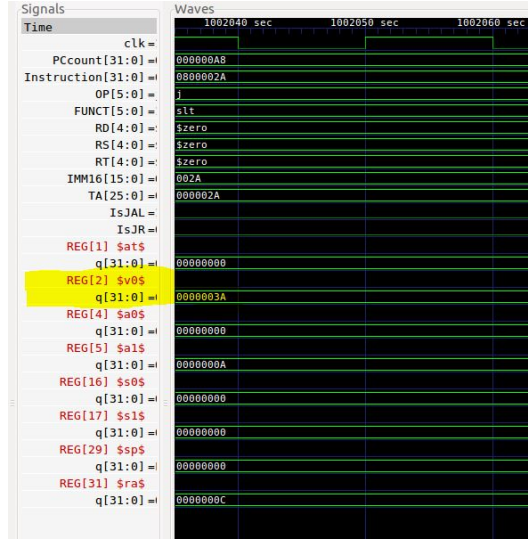 Signals
Waves
Time
1002040 sec 1002050 sec 1002060 sec
clk =
PCcount[31:0] = 000000A8
Instruction[31:0] = 0800002A
OP[5:0] = j
FUNCT[5:0] = slt
RD[4:0] = $zero
RS[4:0] = $zero
RT[4:0] = $zero
IMM16[15:0] = 002A
TA[25:0] = 000002A
IsJAL =
IsJR =
REG[1] $at$
q[31:0] = 00000000
REG[2] $v0$
q[31:0] = 0000003A
REG[4] $a0$
q[31:0] = 00000000
REG[5] $a1$
q[31:0] = 0000000A
REG[16] $s0$
q[31:0] = 00000000
REG[17] $s1$
q[31:0] = 00000000
REG[29] $sp$
q[31:0] = 00000000
REG[31] $ra$
q[31:0] = 0000000C